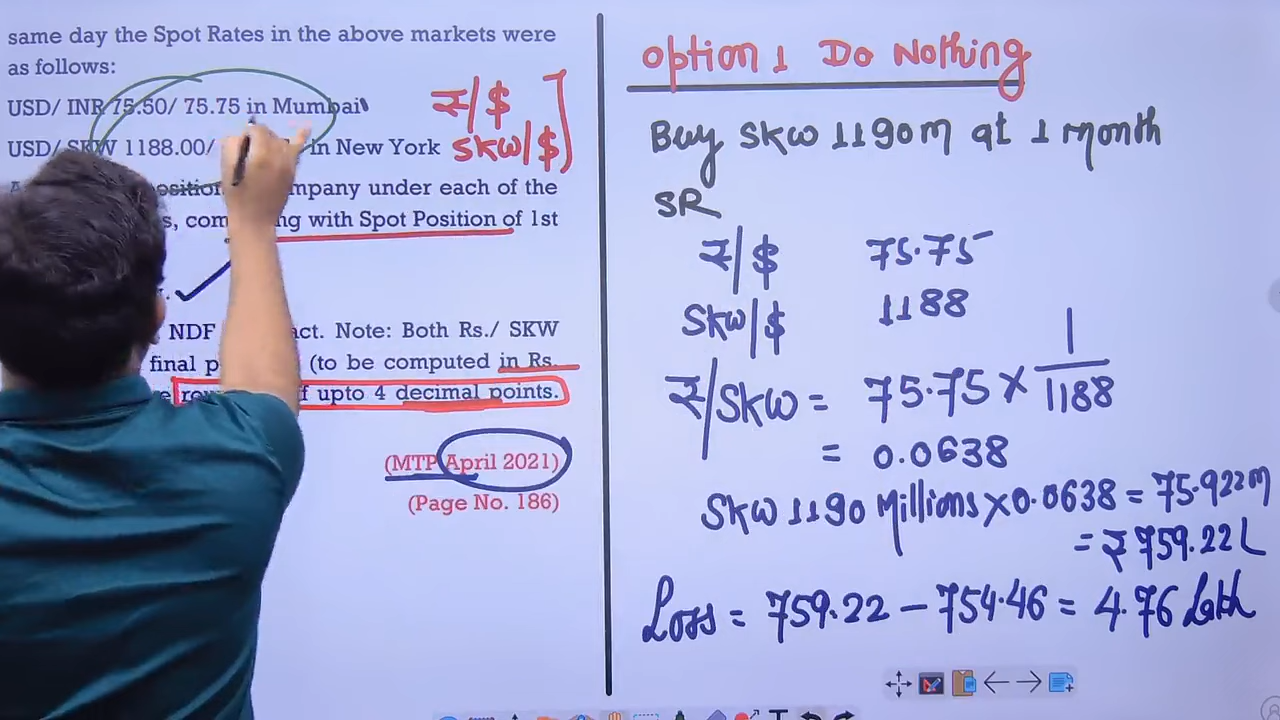 same day the Spot Rates in the above markets were
as follows:
USD/ INR 75.50/ 75.75 in Mumbai
₹/$
USD/ SKW 1188.00/ in New York
SKW/$
under each of the
with Spot Position of 1st
NDF Note: Both Rs./ SKW
final (to be computed in Rs.
upto 4 decimal points.
(MTP April 2021)
(Page No. 186)
Option 1 Do Nothing
Buy SKW 1190m at 1 month
SR
₹/$ 75.75
SKW/$ 1188
₹/SKW = 75.75 × 1/1188
= 0.0638
SKW 1190 Millions × 0.0638 = 75.922m
= ₹759.22L
Loss = 759.22 - 754.46 = 4.76 Lakh